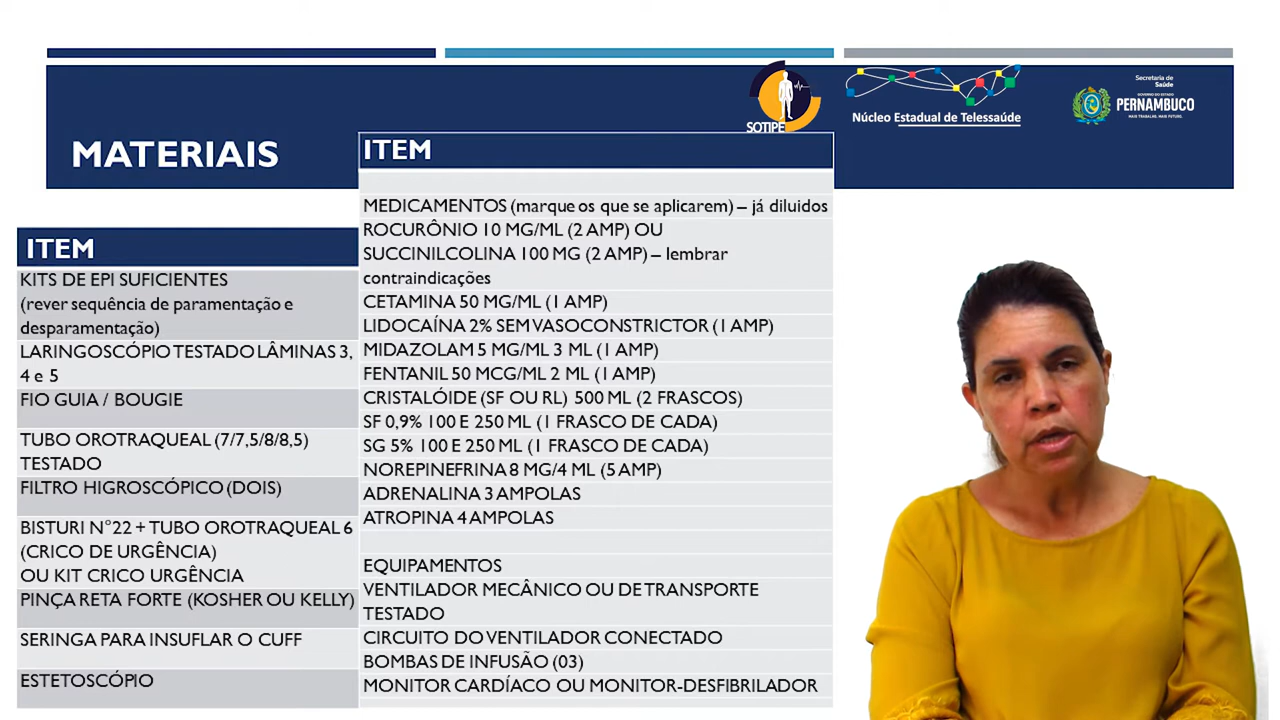 SOTIPE
Núcleo Estadual de Telessaúde
Secretaria de
Saúde
GOVERNO DO ESTADO
PERNAMBUCO
MAIS TRABALHO, MAIS FUTURO.
MATERIAIS
ITEM
KITS DE EPI SUFICIENTES
(rever sequência de paramentação e
desparamentação)
LARINGOSCÓPIO TESTADO LÂMINAS 3,
4 e 5
FIO GUIA / BOUGIE
TUBO OROTRAQUEAL (7/7,5/8/8,5)
TESTADO
FILTRO HIGROSCÓPICO (DOIS)
BISTURI N°22 + TUBO OROTRAQUEAL 6
(CRICO DE URGÊNCIA)
OU KIT CRICO URGÊNCIA
PINÇA RETA FORTE (KOSHER OU KELLY)
SERINGA PARA INSUFLAR O CUFF
ESTETOSCÓPIO
ITEM
MEDICAMENTOS (marque os que se aplicarem) – já diluidos
ROCURÔNIO 10 MG/ML (2 AMP) OU
SUCCINILCOLINA 100 MG (2 AMP) – lembrar
contraindicações
CETAMINA 50 MG/ML (1 AMP)
LIDOCAÍNA 2% SEM VASOCONSTRICTOR (1 AMP)
MIDAZOLAM 5 MG/ML 3 ML (1 AMP)
FENTANIL 50 MCG/ML 2 ML (1 AMP)
CRISTALÓIDE (SF OU RL) 500 ML (2 FRASCOS)
SF 0,9% 100 E 250 ML (1 FRASCO DE CADA)
SG 5% 100 E 250 ML (1 FRASCO DE CADA)
NOREPINEFRINA 8 MG/4 ML (5 AMP)
ADRENALINA 3 AMPOLAS
ATROPINA 4 AMPOLAS
EQUIPAMENTOS
VENTILADOR MECÂNICO OU DE TRANSPORTE
TESTADO
CIRCUITO DO VENTILADOR CONECTADO
BOMBAS DE INFUSÃO (03)
MONITOR CARDÍACO OU MONITOR-DESFIBRILADOR